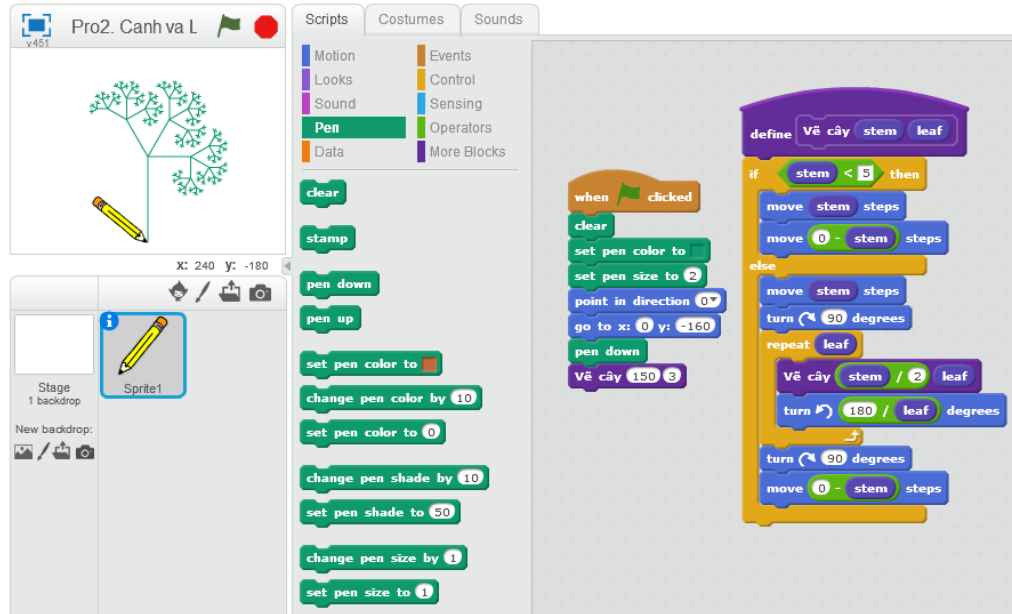 Pro2. Canh va L
v451
X: 240 y: -180
Stage
1 backdrop
New backdrop:
Sprite1
Scripts
Costumes
Sounds
Motion
Looks
Sound
Pen
Data
Events
Control
Sensing
Operators
More Blocks
clear
stamp
pen down
pen up
set pen color to
change pen color by 10
set pen color to 0
change pen shade by 10
set pen shade to 50
change pen size by 1
set pen size to 1
when clicked
clear
set pen color to
set pen size to 2
point in direction 0
go to x: 0 y: -160
pen down
Vẽ cây 150 3
define Vẽ cây stem leaf
if stem < 5 then
move stem steps
move 0 - stem steps
else
move stem steps
turn 90 degrees
repeat leaf
Vẽ cây stem / 2 leaf
turn 180 / leaf degrees
turn 90 degrees
move 0 - stem steps